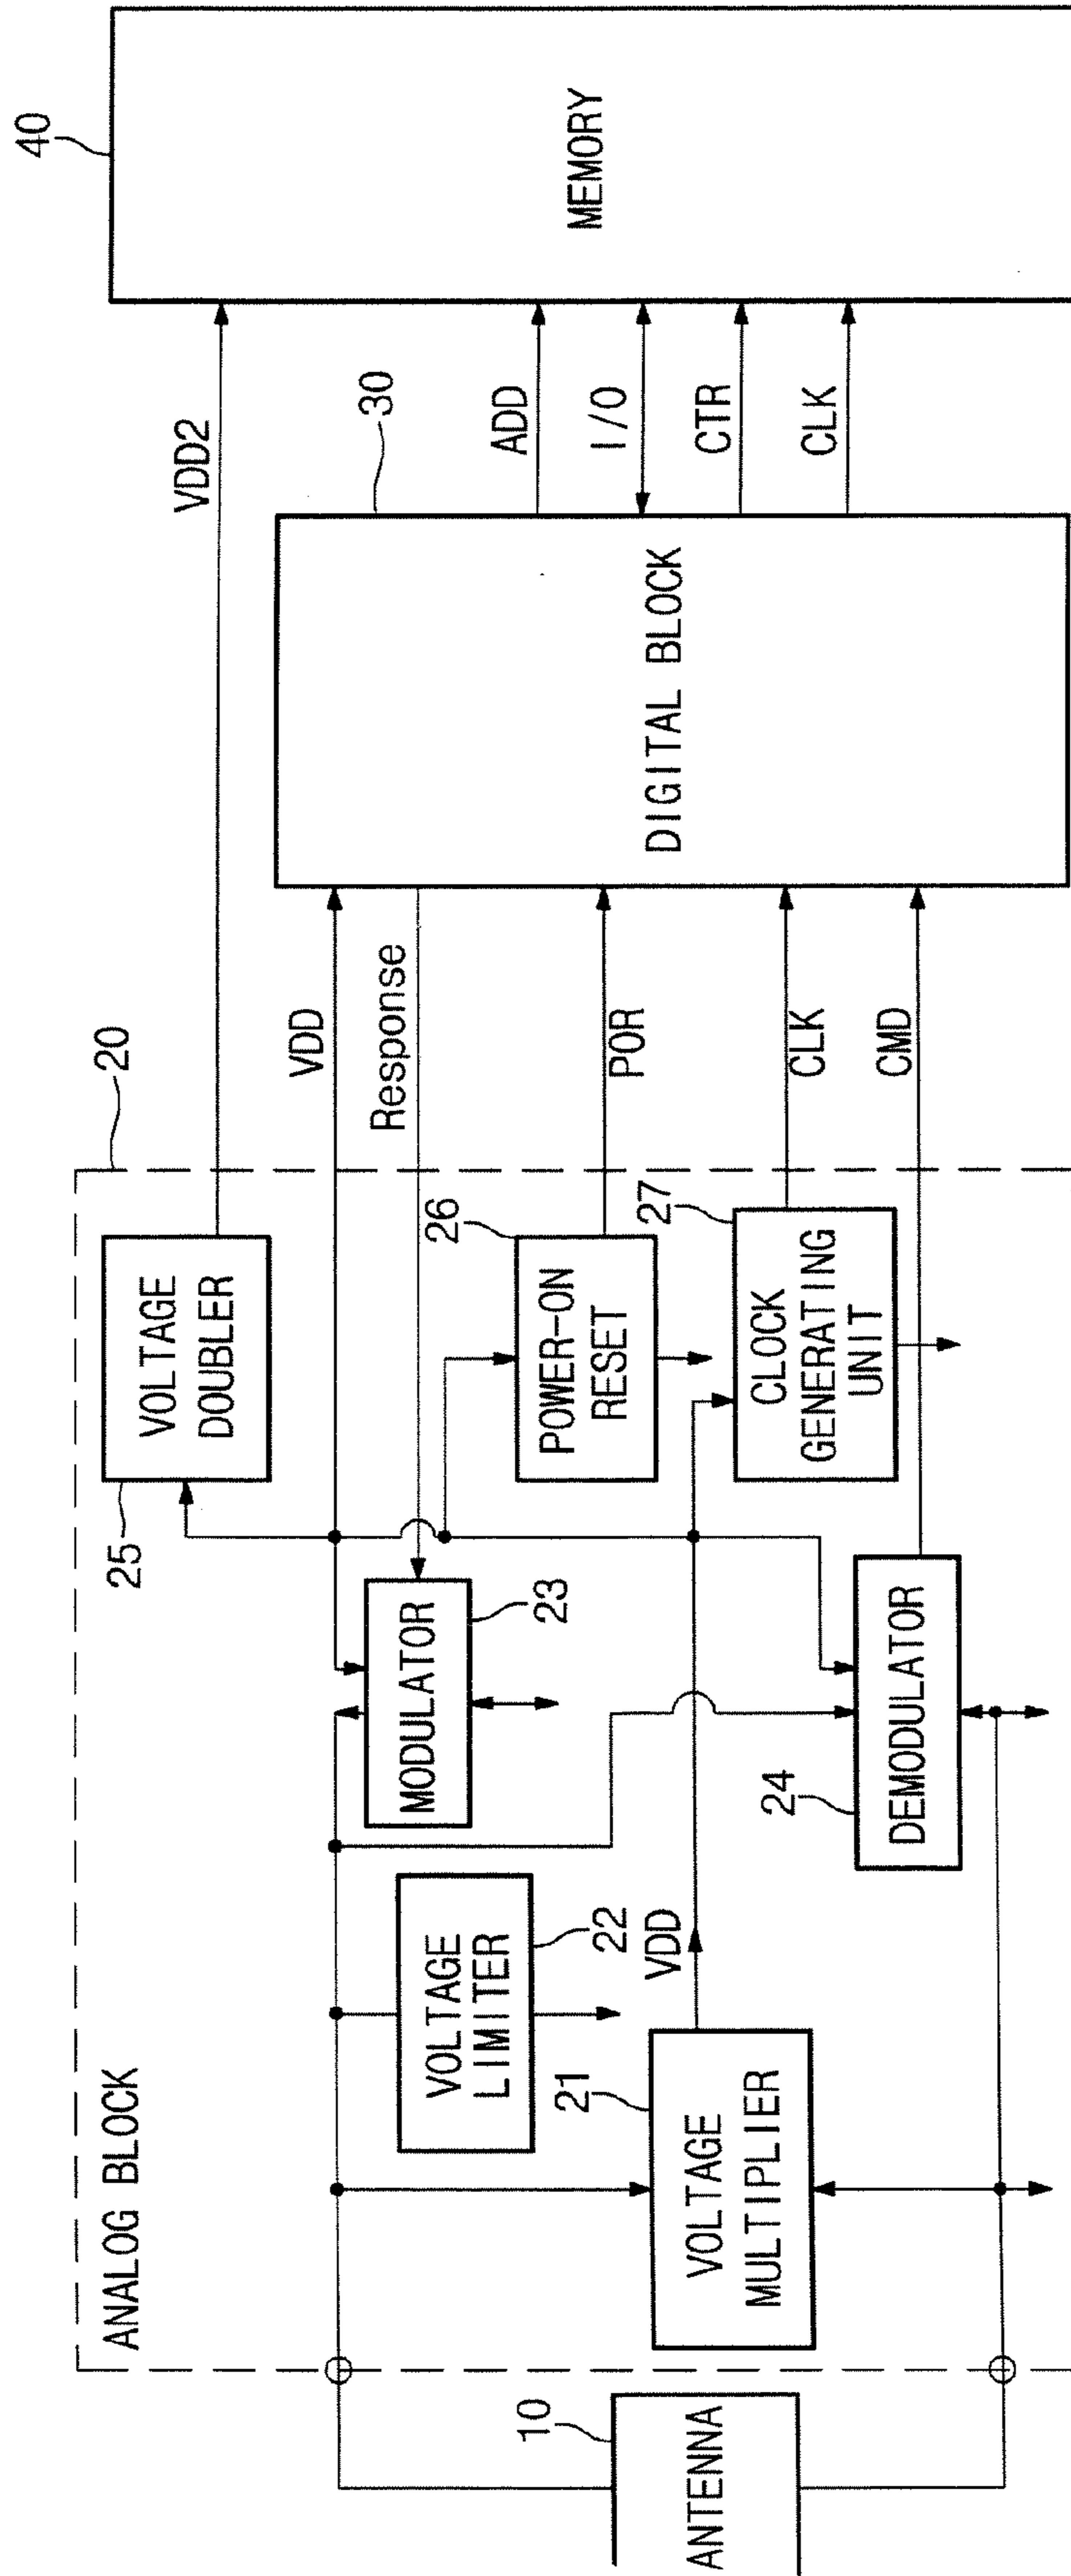 ANALOG BLOCK
20
VOLTAGE
DOUBLER
25
VDD2
40
MEMORY
VDD
Response
30
DIGITAL BLOCK
ADD
I/O
CTR
CLK
MODULATOR
23
VOLTAGE
LIMITER
22
26
POWER-ON
RESET
POR
10
ANTENNA
21
VOLTAGE
MULTIPLIER
VDD
27
CLOCK
GENERATING
UNIT
CLK
24
DEMODULATOR
CMD